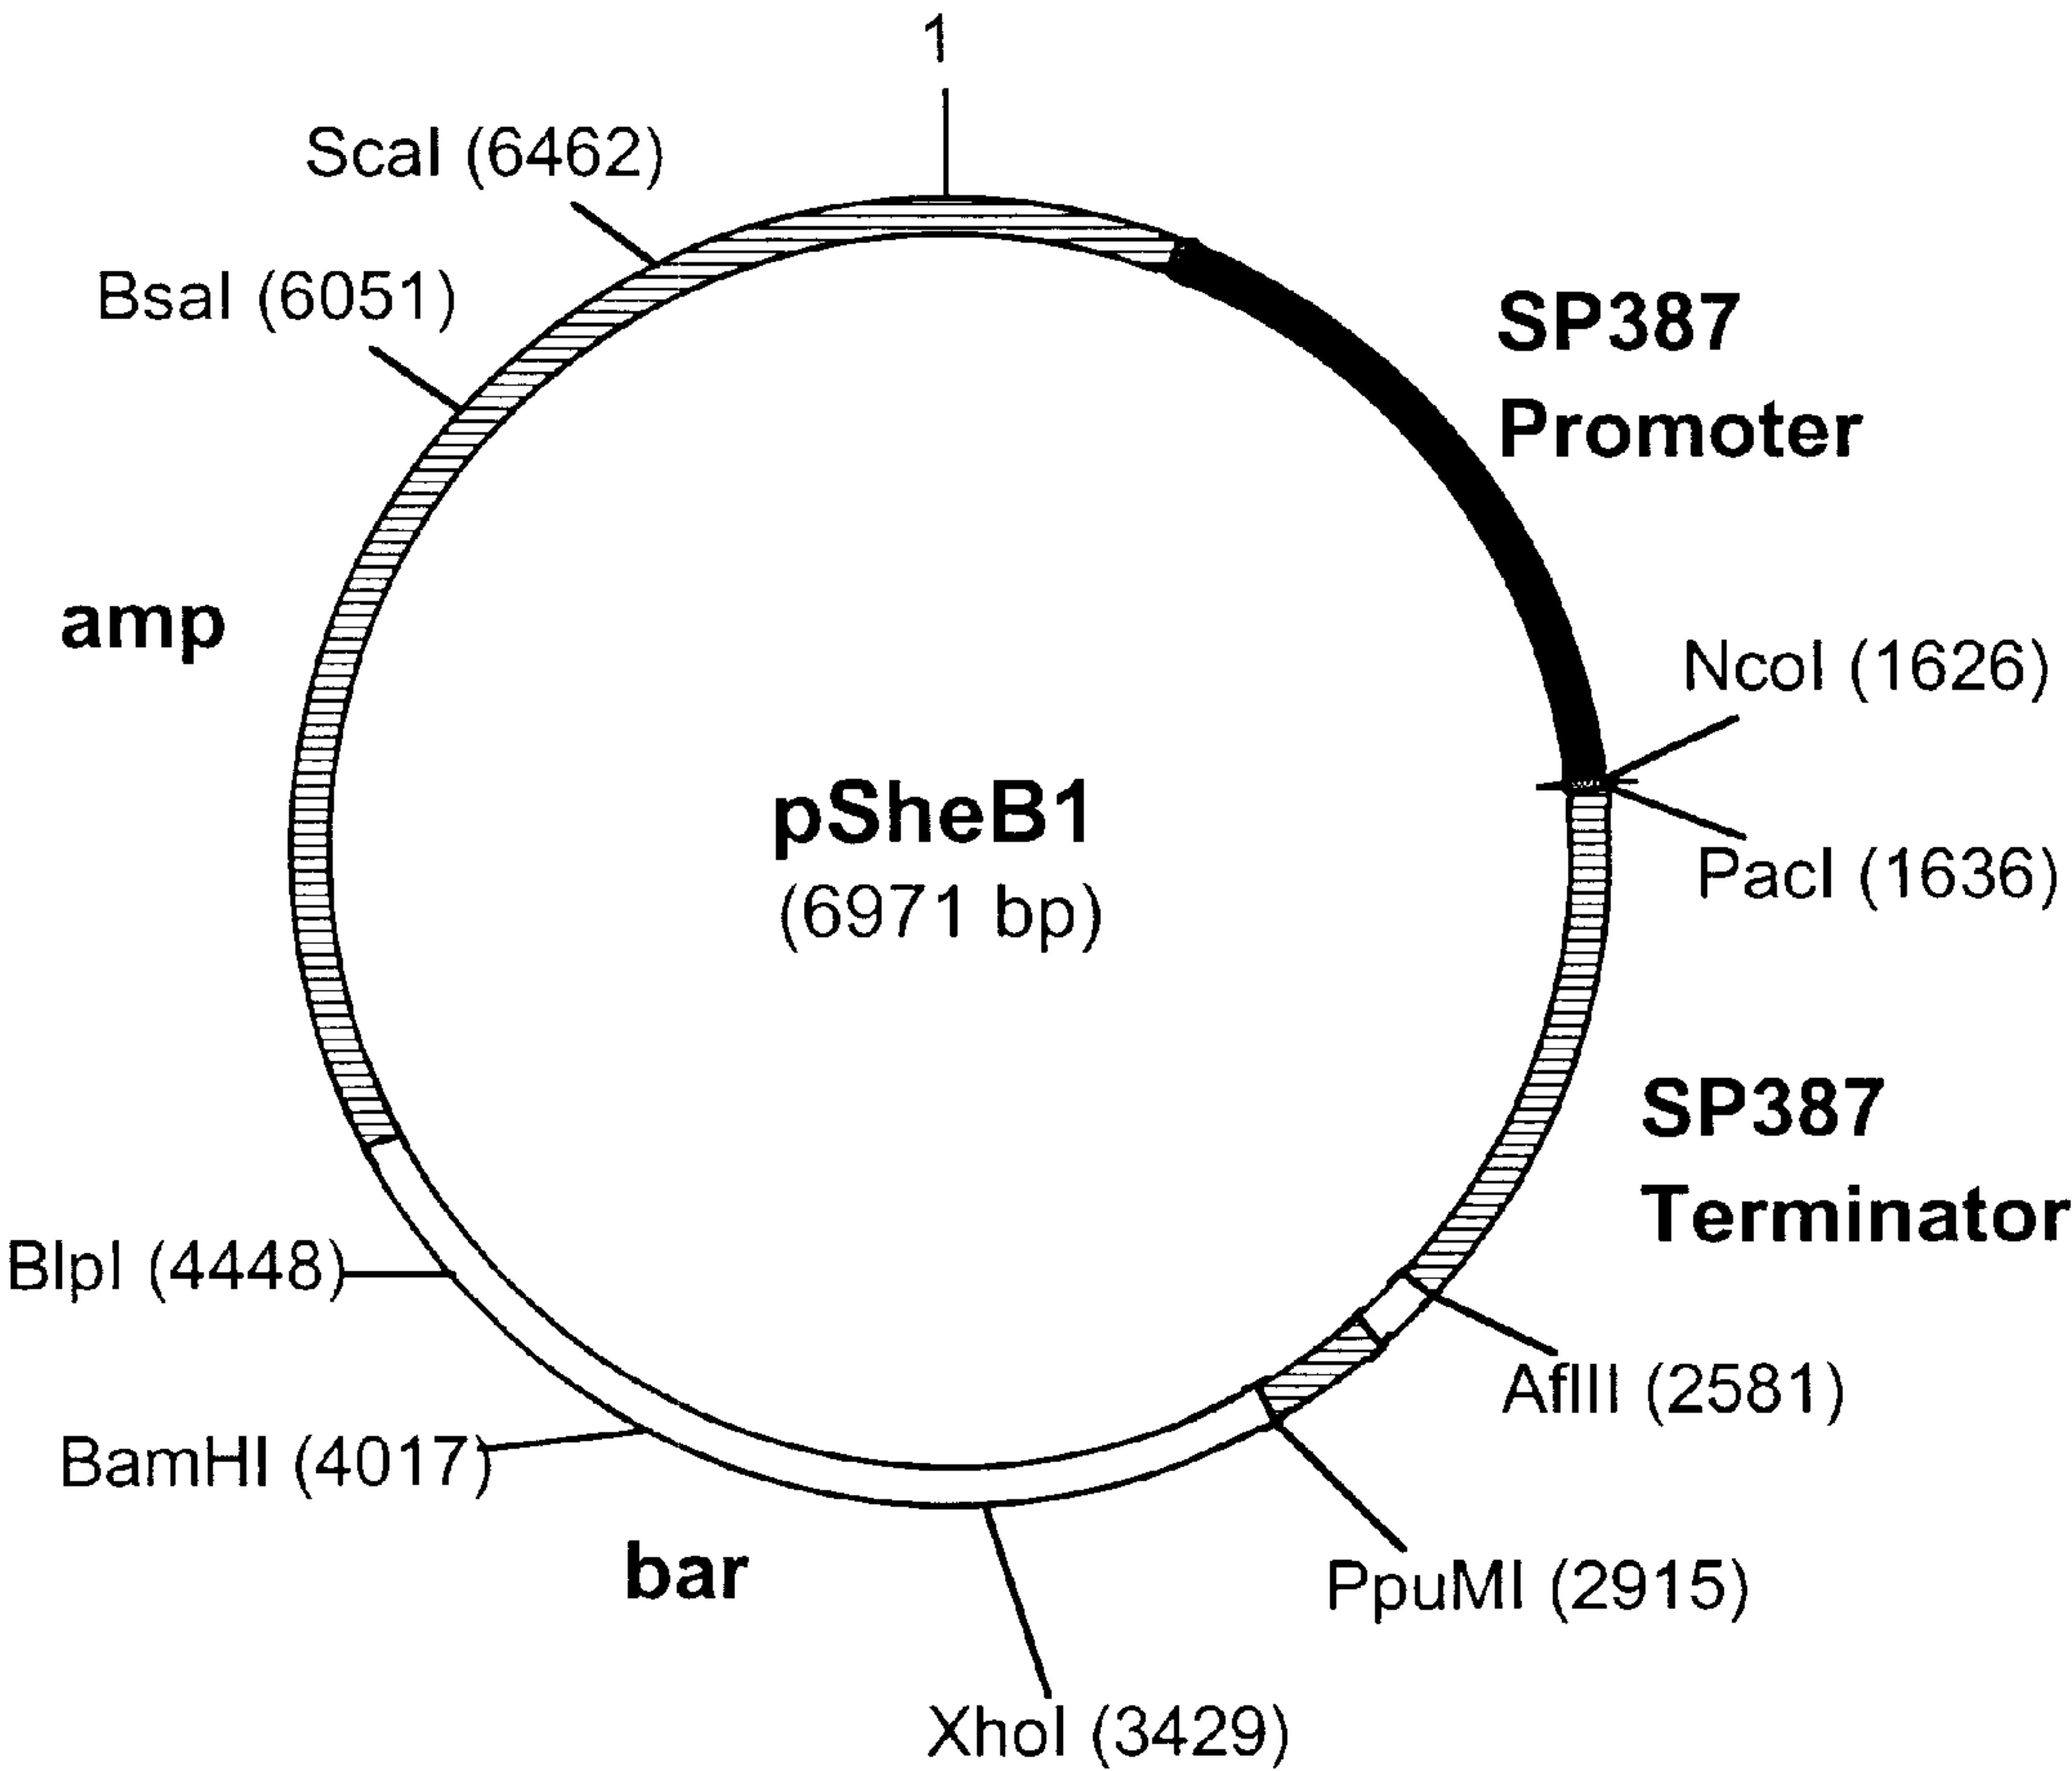 1
ScaI (6462)
BsaI (6051)
SP387
Promoter
amp
NcoI (1626)
pSheB1
(6971 bp)
PacI (1636)
SP387
Terminator
BlpI (4448)
AflII (2581)
BamHI (4017)
bar
PpuMI (2915)
XhoI (3429)